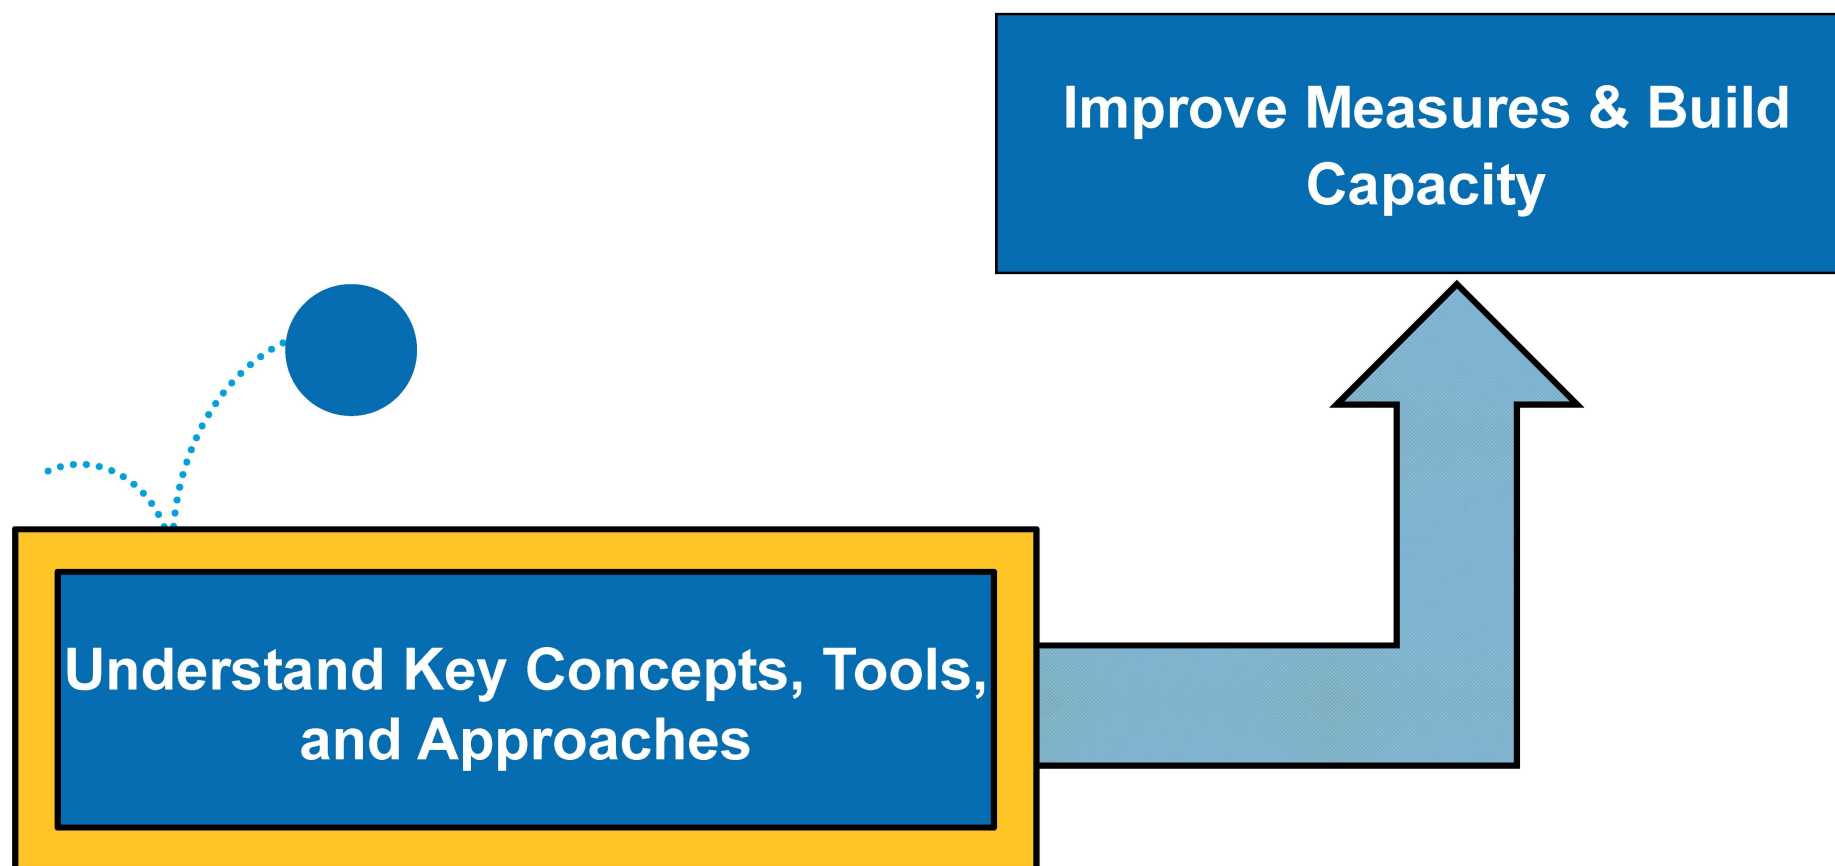 Improve Measures & Build
Capacity
Understand Key Concepts, Tools,
and Approaches